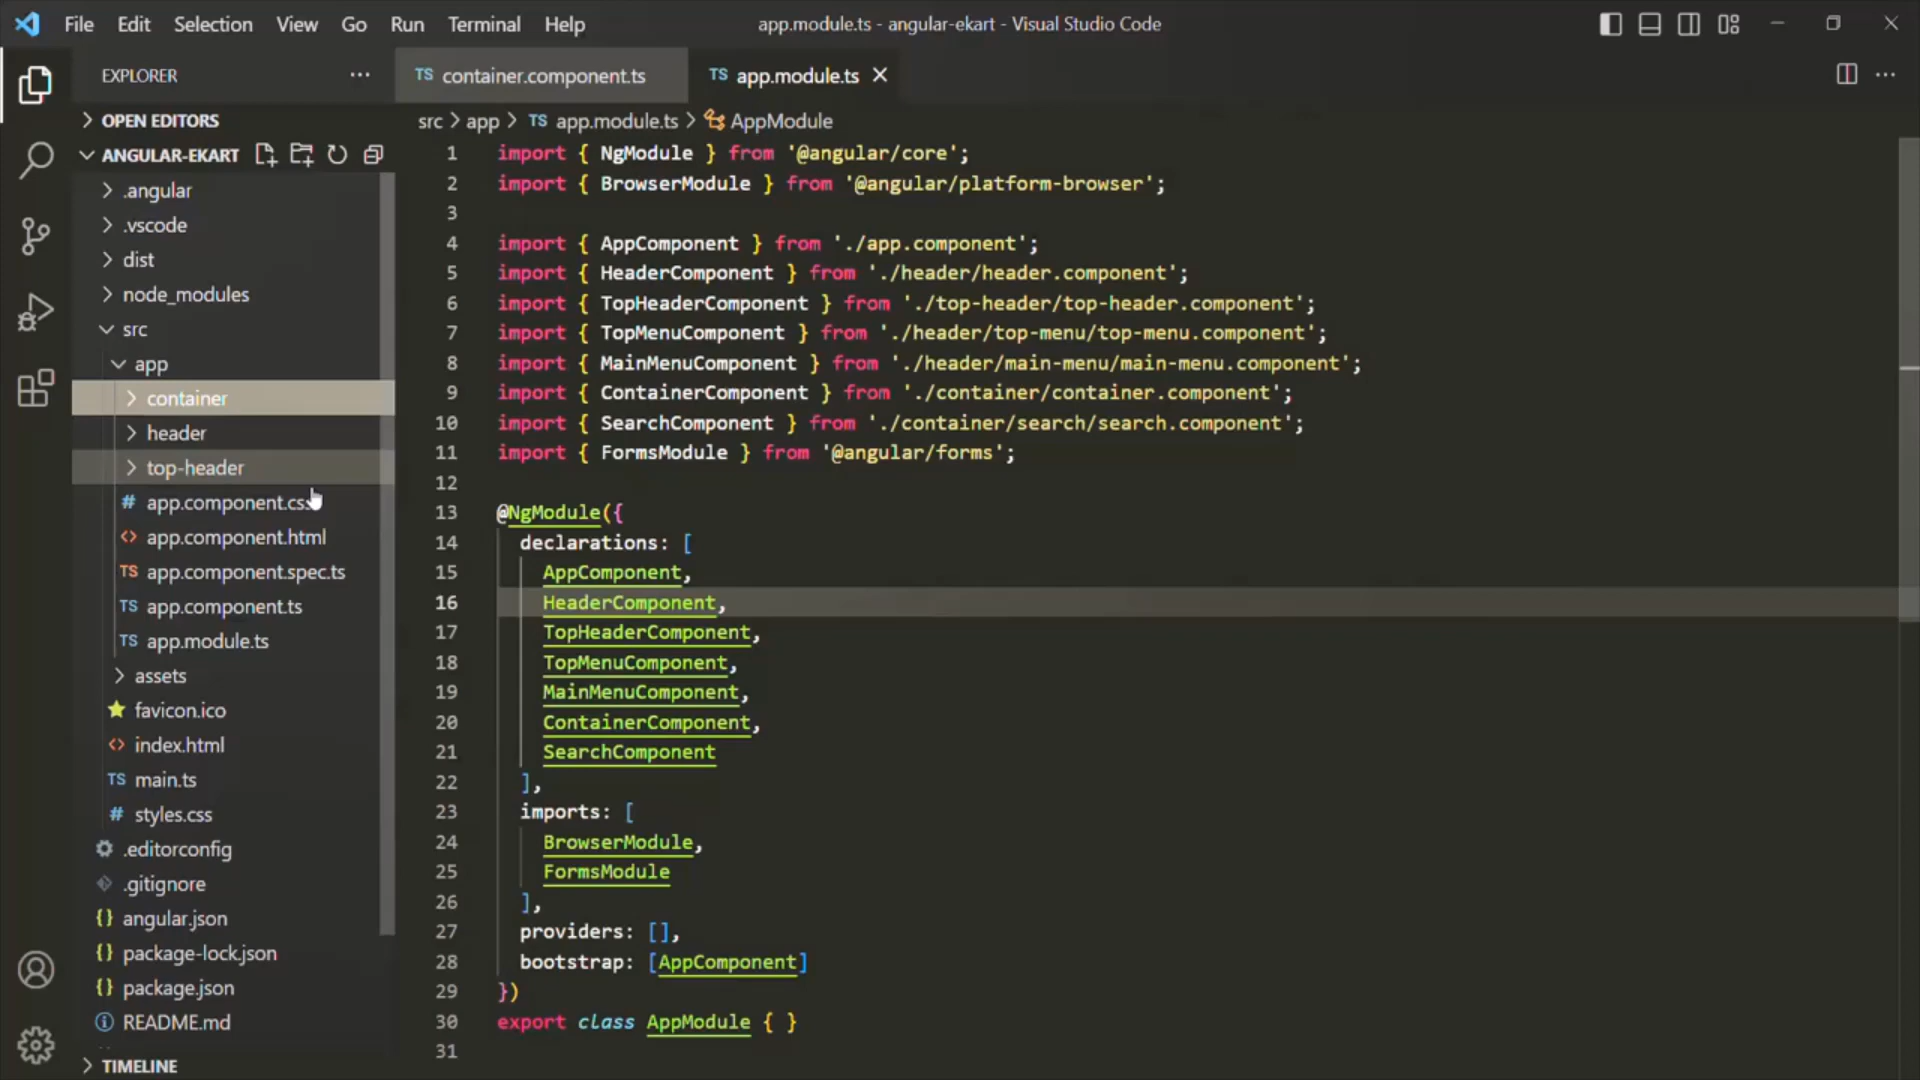 File Edit Selection View Go Run Terminal Help
app.module.ts - angular-ekart - Visual Studio Code
EXPLORER
OPEN EDITORS
ANGULAR-EKART
.angular
.vscode
dist
node_modules
src
app
container
header
top-header
app.component.css
app.component.html
TS app.component.spec.ts
TS app.component.ts
TS app.module.ts
assets
favicon.ico
index.html
TS main.ts
styles.css
.editorconfig
.gitignore
angular.json
package-lock.json
package.json
README.md
TIMELINE
TS container.component.ts
TS app.module.ts
src > app > TS app.module.ts > AppModule
1 import { NgModule } from '@angular/core';
2 import { BrowserModule } from '@angular/platform-browser';
3
4 import { AppComponent } from './app.component';
5 import { HeaderComponent } from './header/header.component';
6 import { TopHeaderComponent } from './top-header/top-header.component';
7 import { TopMenuComponent } from './header/top-menu/top-menu.component';
8 import { MainMenuComponent } from './header/main-menu/main-menu.component';
9 import { ContainerComponent } from './container/container.component';
10 import { SearchComponent } from './container/search/search.component';
11 import { FormsModule } from '@angular/forms';
12
13 @NgModule({
14 declarations: [
15 AppComponent,
16 HeaderComponent,
17 TopHeaderComponent,
18 TopMenuComponent,
19 MainMenuComponent,
20 ContainerComponent,
21 SearchComponent
22 ],
23 imports: [
24 BrowserModule,
25 FormsModule
26 ],
27 providers: [],
28 bootstrap: [AppComponent]
29 })
30 export class AppModule { }
31